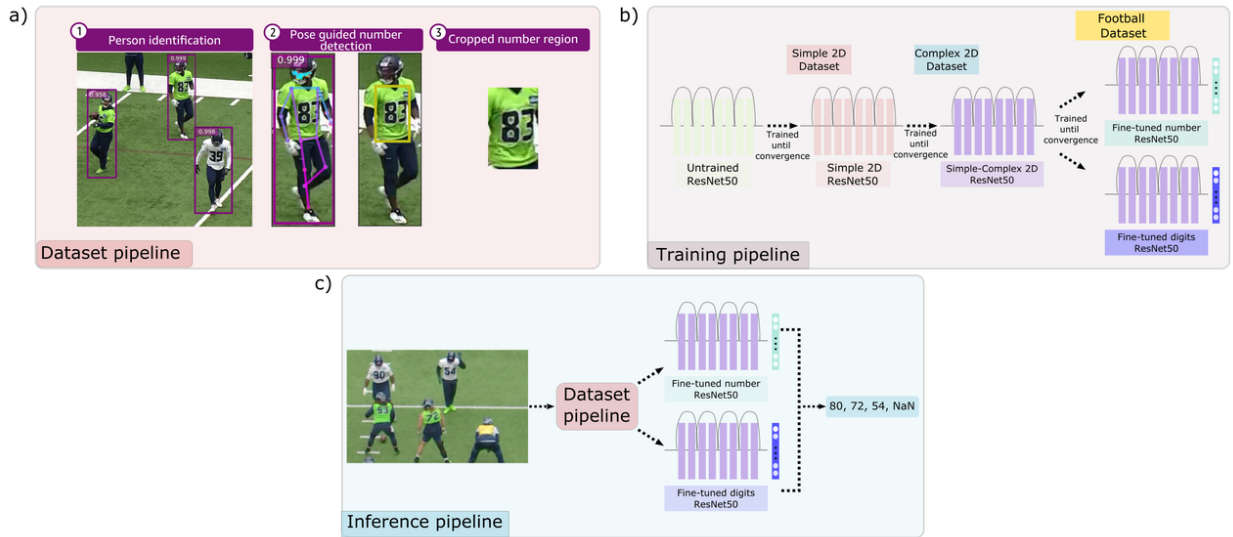 a)
1
Person identification
2
Pose guided number
detection
3
Cropped number region
0.999
0.958
83
0.998
39
0.999
83
83
83
Dataset pipeline
b)
Football
Dataset
Simple 2D
Dataset
Complex 2D
Dataset
Trained
until
convergence
Trained
until
convergence
Trained
until
convergence
Untrained
ResNet50
Simple 2D
ResNet50
Simple-Complex 2D
ResNet50
Fine-tuned number
ResNet50
Fine-tuned digits
ResNet50
Training pipeline
c)
90
54
72
Dataset
pipeline
Fine-tuned number
ResNet50
80, 72, 54, NaN
Fine-tuned digits
ResNet50
Inference pipeline